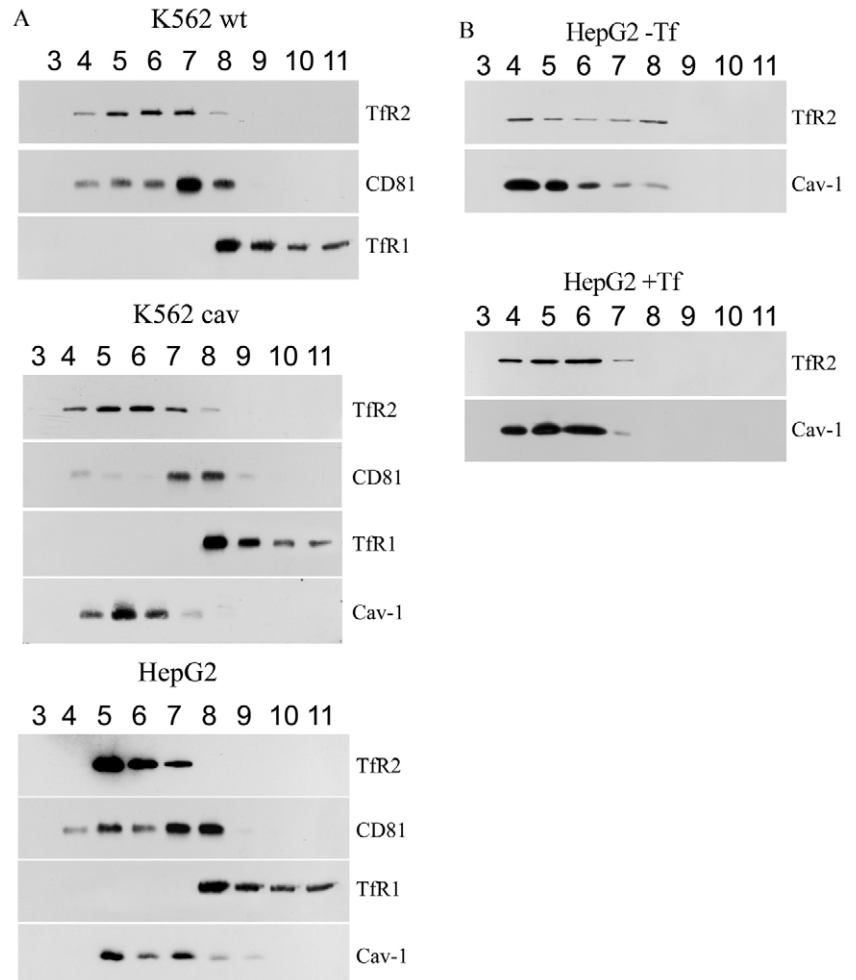 A
K562 wt
3 4 5 6 7 8 9 10 11
TfR2
CD81
TfR1
K562 cav
3 4 5 6 7 8 9 10 11
TfR2
CD81
TfR1
Cav-1
HepG2
3 4 5 6 7 8 9 10 11
TfR2
CD81
TfR1
Cav-1
B
HepG2 -Tf
3 4 5 6 7 8 9 10 11
TfR2
Cav-1
HepG2 +Tf
3 4 5 6 7 8 9 10 11
TfR2
Cav-1